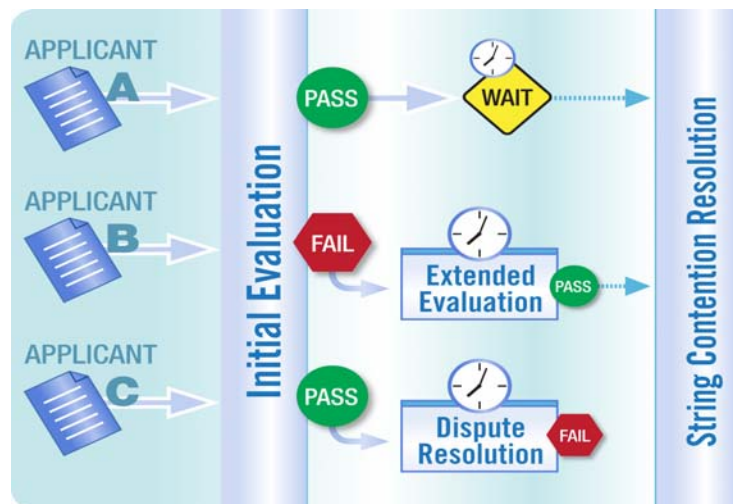 APPLICANT
A
PASS
WAIT
APPLICANT
B
FAIL
Extended
Evaluation
PASS
APPLICANT
C
PASS
Dispute
Resolution
FAIL
Initial Evaluation
String Contention Resolution